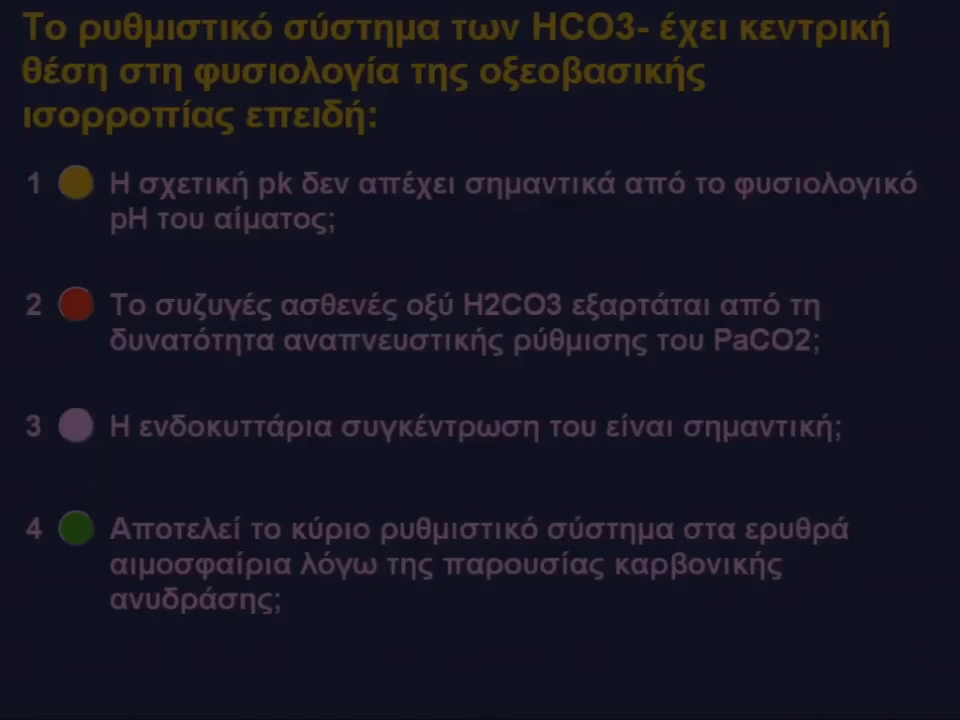 Το ρυθμιστικό σύστημα των HCO3- έχει κεντρική
θέση στη φυσιολογία της οξεοβασικής
ισορροπίας επειδή:
1 Η σχετική pk δεν απέχει σημαντικά από το φυσιολογικό
pH του αίματος;
2 Το συζυγές ασθενές οξύ H2CO3 εξαρτάται από τη
δυνατότητα αναπνευστικής ρύθμισης του PaCO2;
3 Η ενδοκυττάρια συγκέντρωση του είναι σημαντική;
4 Αποτελεί το κύριο ρυθμιστικό σύστημα στα ερυθρά
αιμοσφαίρια λόγω της παρουσίας καρβονικής
ανυδράσης;